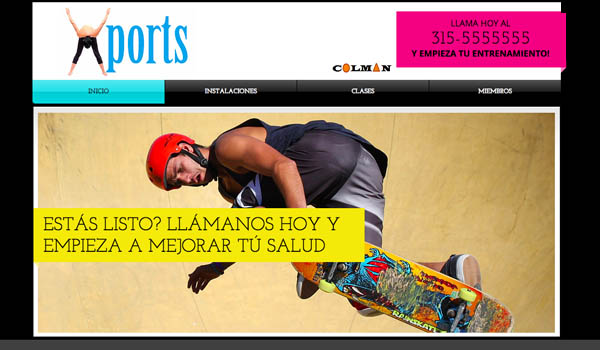 Xports
COLMAN
LLAMA HOY AL
315-5555555
Y EMPIEZA TU ENTRENAMIENTO!
INICIO
INSTALACIONES
CLASES
MIEMBROS
ESTÁS LISTO? LLÁMANOS HOY Y
EMPIEZA A MEJORAR TÚ SALUD
RAINSKATE